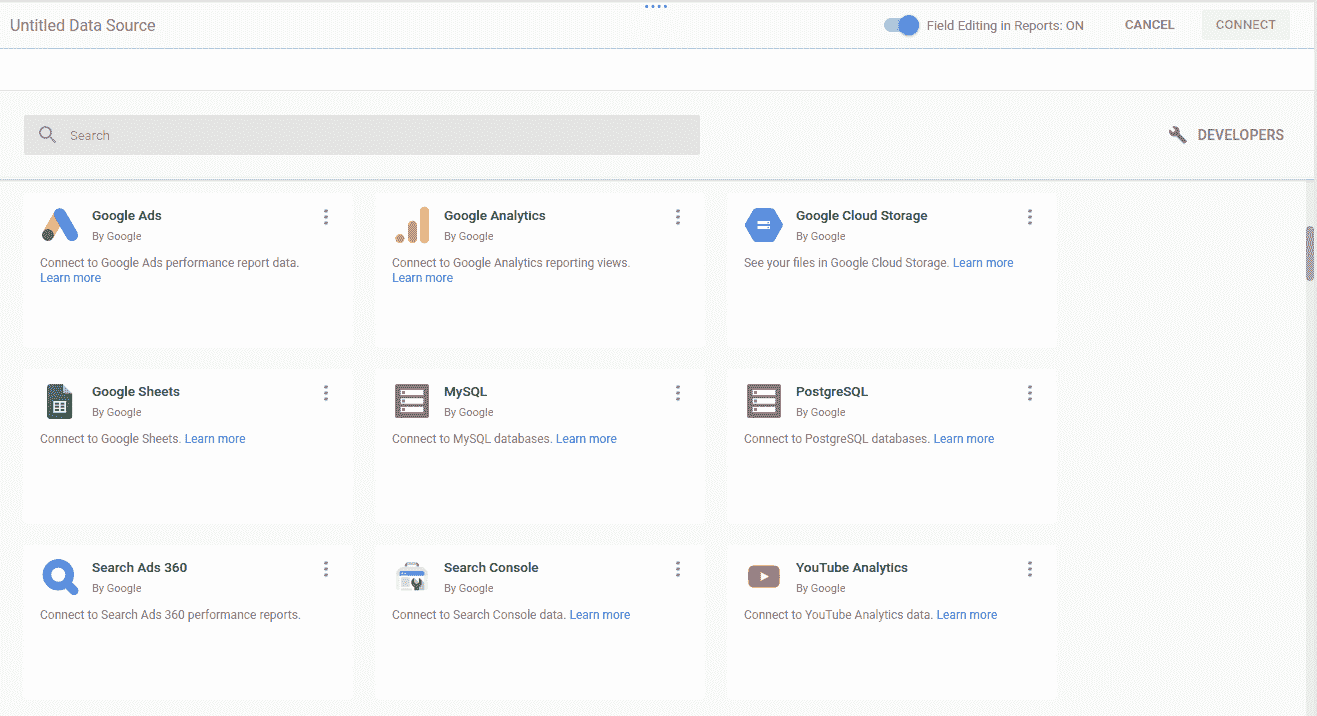 Untitled Data Source
Field Editing in Reports: ON
CANCEL
CONNECT
Search
DEVELOPERS
Google Ads
By Google
Connect to Google Ads performance report data.
Learn more
Google Analytics
By Google
Connect to Google Analytics reporting views.
Learn more
Google Cloud Storage
By Google
See your files in Google Cloud Storage. Learn more
Google Sheets
By Google
Connect to Google Sheets. Learn more
MySQL
By Google
Connect to MySQL databases. Learn more
PostgreSQL
By Google
Connect to PostgreSQL databases. Learn more
Search Ads 360
By Google
Connect to Search Ads 360 performance reports.
Search Console
By Google
Connect to Search Console data. Learn more
YouTube Analytics
By Google
Connect to YouTube Analytics data. Learn more